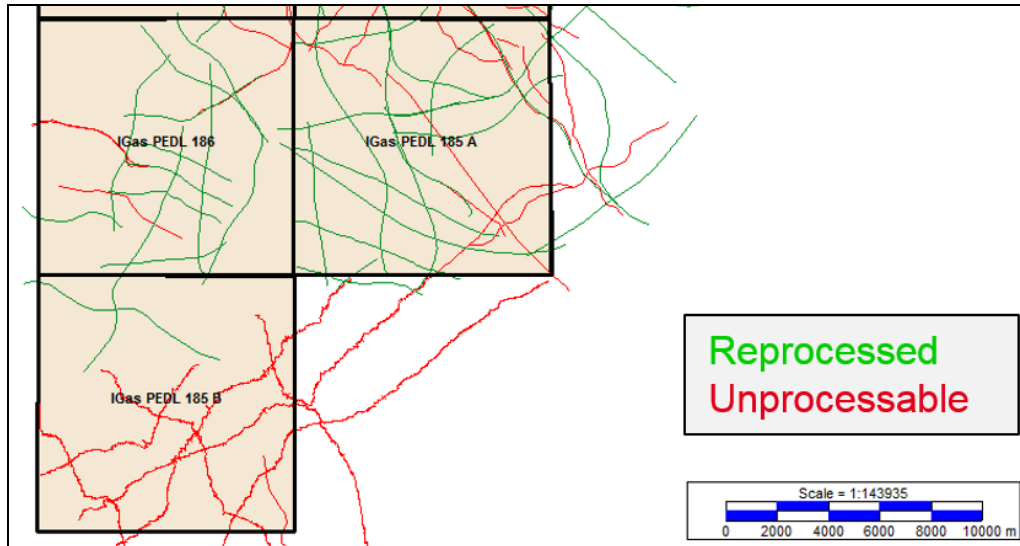 IGas PEDL 186
IGas PEDL 185 A
IGas PEDL 185 B
Reprocessed
Unprocessable
Scale = 1:143935
0 2000 4000 6000 8000 10000 m